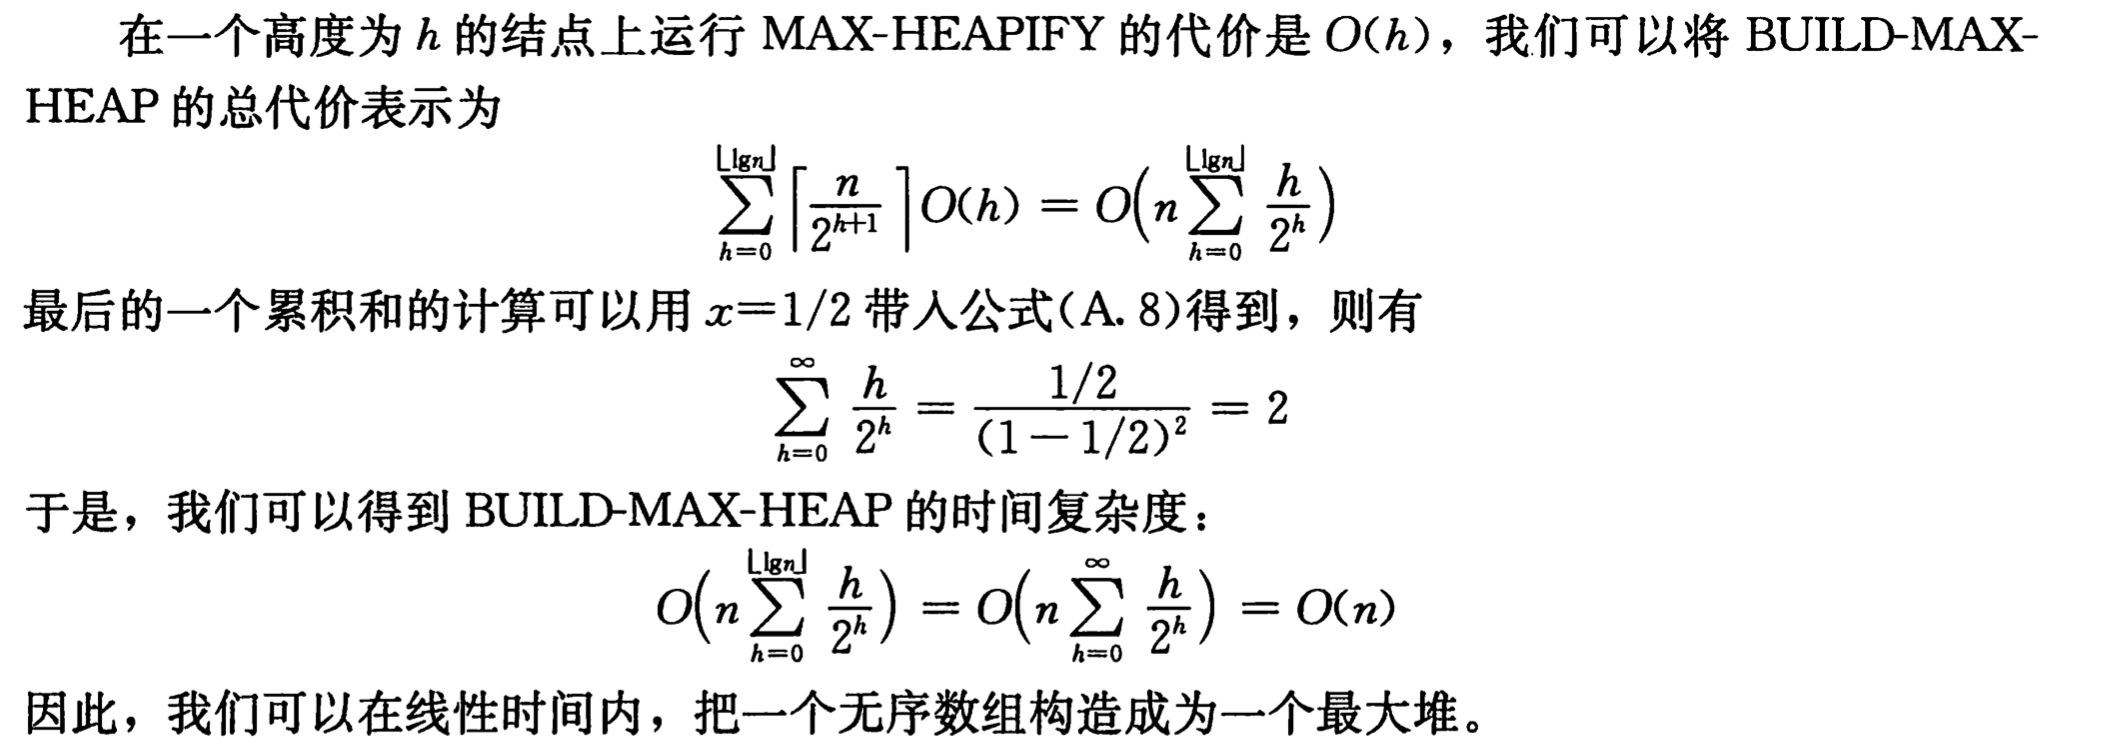 在一个高度为 h 的结点上运行 MAX-HEAPIFY 的代价是 O(h)，我们可以将 BUILD-MAX-
HEAP 的总代价表示为
$$\sum_{h=0}^{\lfloor \lg n \rfloor} \left\lceil \frac{n}{2^{h+1}} \right\rceil O(h) = O\left(n \sum_{h=0}^{\lfloor \lg n \rfloor} \frac{h}{2^h}\right)$$
最后的一个累积和的计算可以用 x=1/2 带入公式(A.8)得到，则有
$$\sum_{h=0}^{\infty} \frac{h}{2^h} = \frac{1/2}{(1-1/2)^2} = 2$$
于是，我们可以得到 BUILD-MAX-HEAP 的时间复杂度：
$$O\left(n \sum_{h=0}^{\lfloor \lg n \rfloor} \frac{h}{2^h}\right) = O\left(n \sum_{h=0}^{\infty} \frac{h}{2^h}\right) = O(n)$$
因此，我们可以在线性时间内，把一个无序数组构造成为一个最大堆。